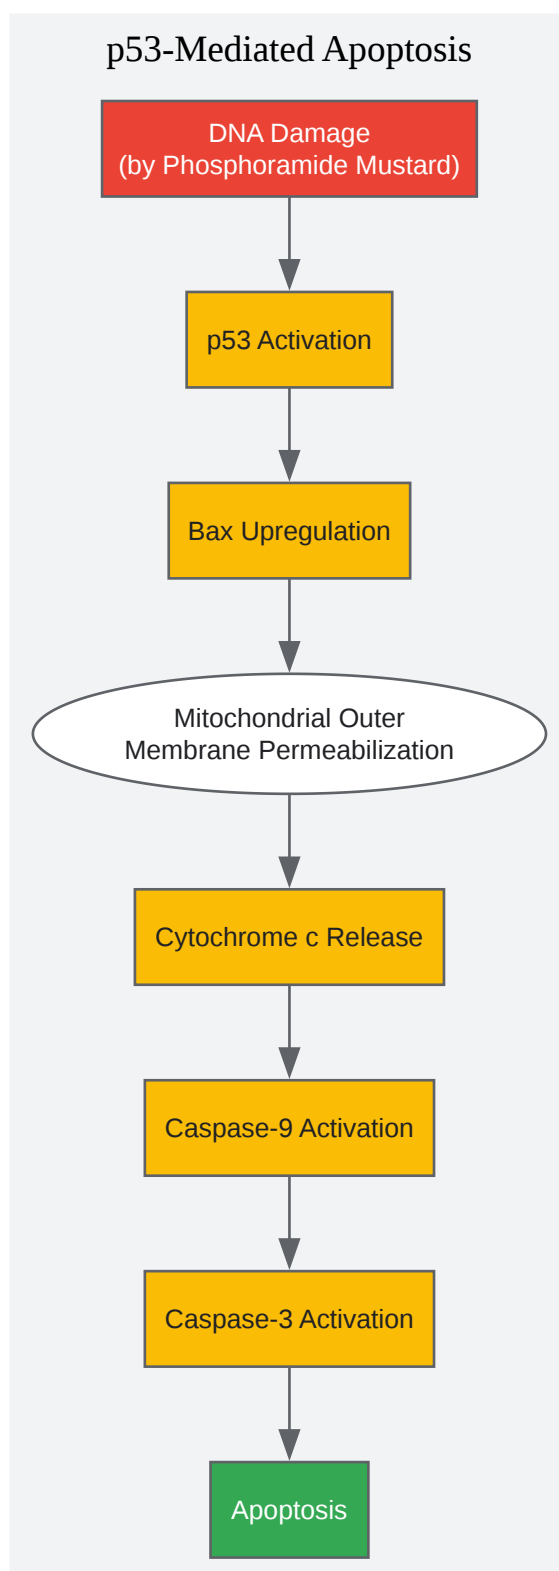 p53-Mediated Apoptosis
DNA Damage
(by Phosphoramide Mustard)
p53 Activation
Bax Upregulation
Mitochondrial Outer
Membrane Permeabilization
Cytochrome c Release
Caspase-9 Activation
Caspase-3 Activation
Apoptosis